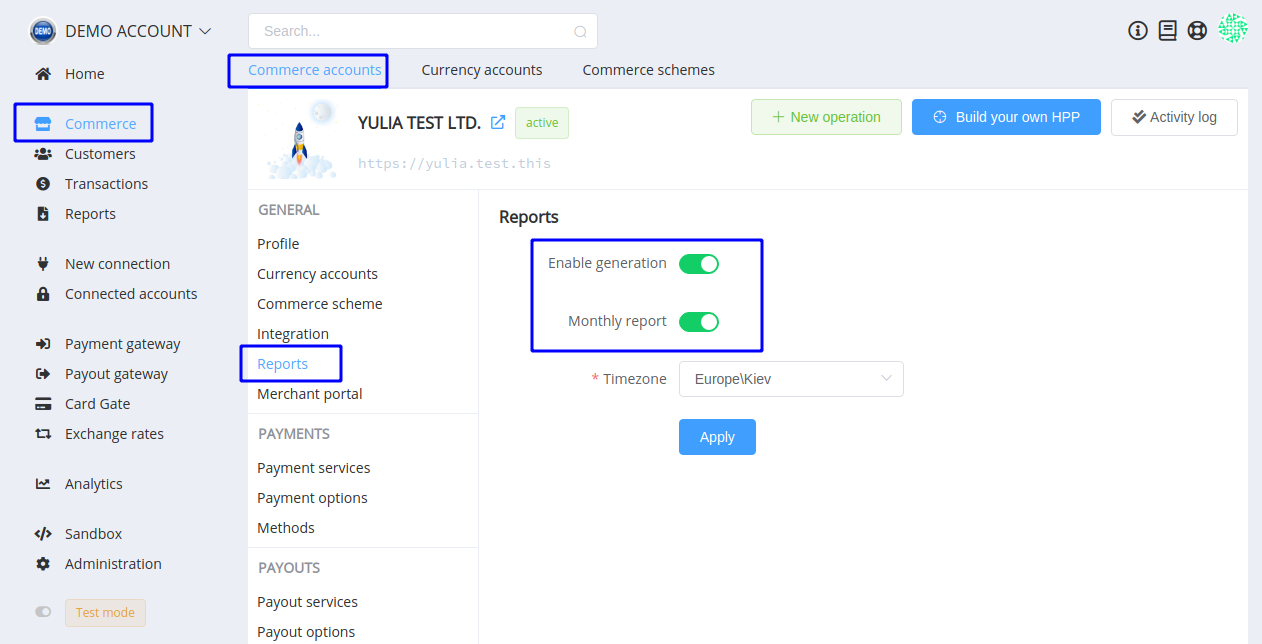 DEMO
DEMO ACCOUNT
Search...
Home
Commerce
Customers
Transactions
Reports
New connection
Connected accounts
Payment gateway
Payout gateway
Card Gate
Exchange rates
Analytics
Sandbox
Administration
Test mode
Commerce accounts
Currency accounts
Commerce schemes
YULIA TEST LTD.
active
https://yulia.test.this
+ New operation
Build your own HPP
Activity log
GENERAL
Profile
Currency accounts
Commerce scheme
Integration
Reports
Merchant portal
PAYMENTS
Payment services
Payment options
Methods
PAYOUTS
Payout services
Payout options
Reports
Enable generation
Monthly report
* Timezone
Europe\Kiev
Apply